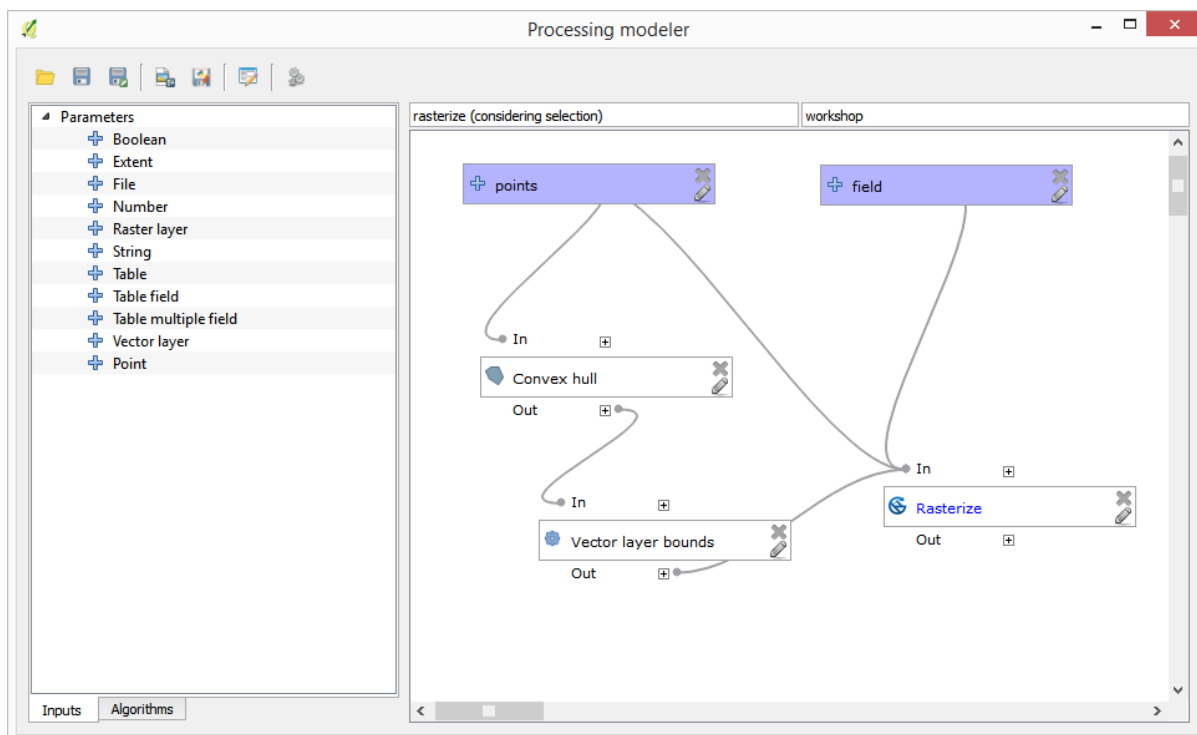 Processing modeler
Parameters
Boolean
Extent
File
Number
Raster layer
String
Table
Table field
Table multiple field
Vector layer
Point
Inputs
Algorithms
rasterize (considering selection)
workshop
points
field
In
Convex hull
Out
In
Vector layer bounds
Out
In
Rasterize
Out